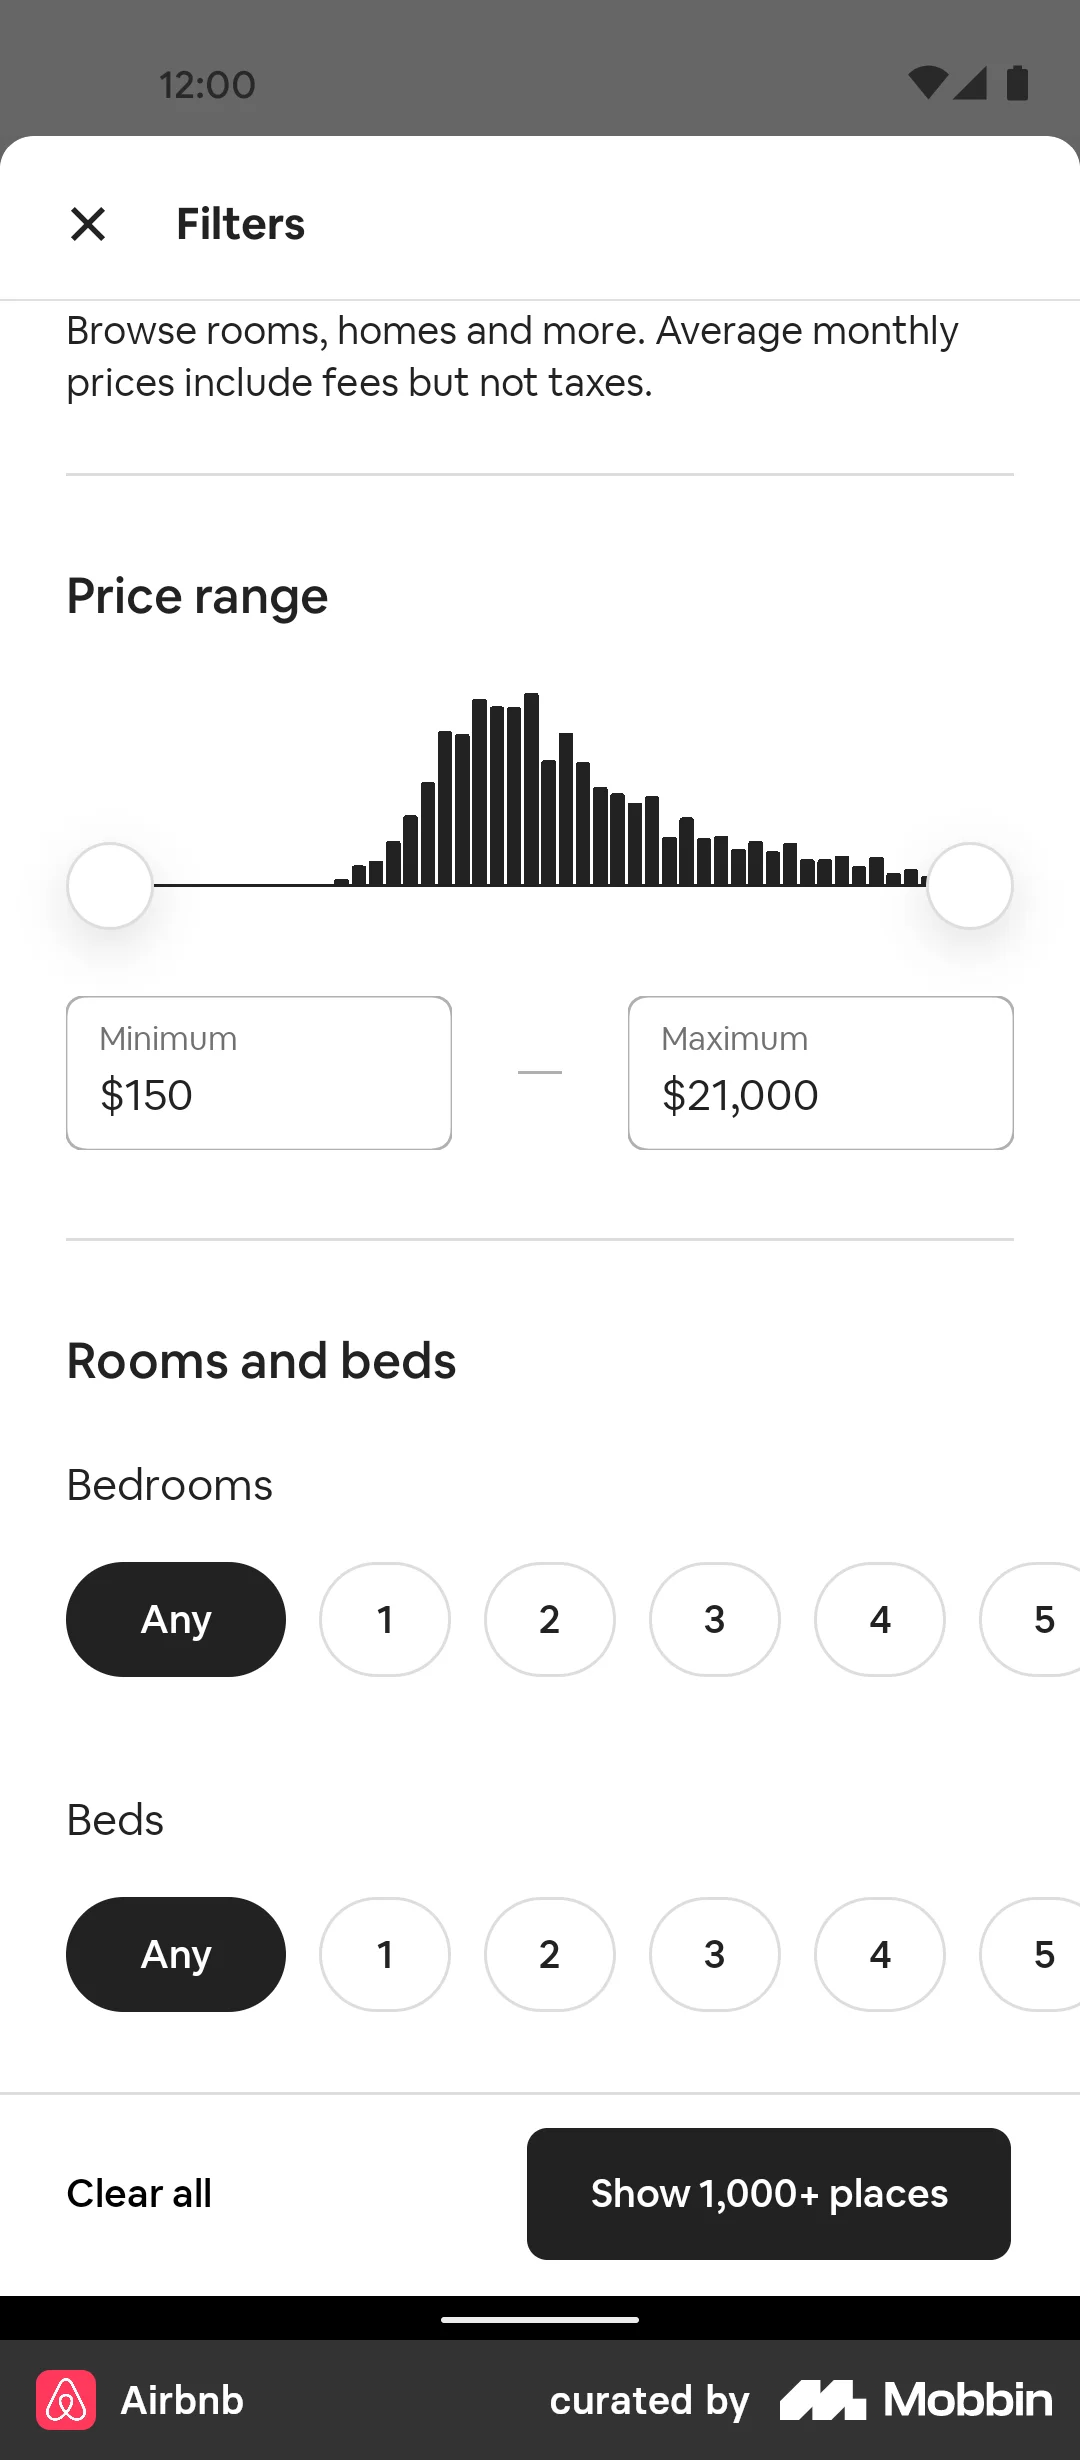 12:00
Filters
Browse rooms, homes and more. Average monthly
prices include fees but not taxes.
Price range
Minimum
$150
Maximum
$21,000
Rooms and beds
Bedrooms
Any 1 2 3 4 5
Beds
Any 1 2 3 4 5
Clear all
Show 1,000+ places
Airbnb
curated by Mobbin